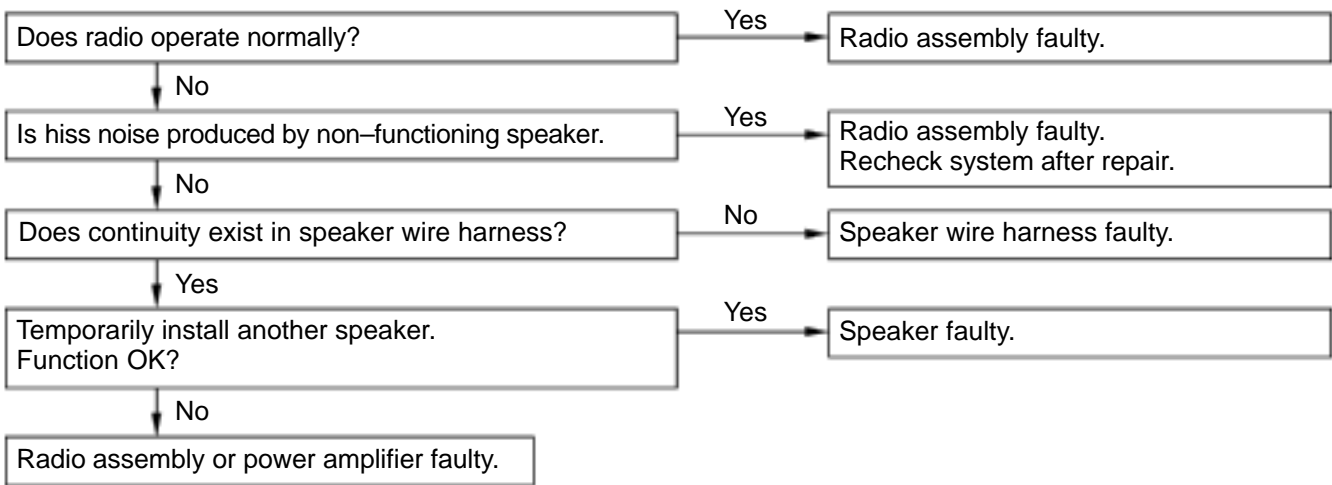 Does radio operate normally?
Yes
Radio assembly faulty.
No
Is hiss noise produced by non–functioning speaker.
Yes
Radio assembly faulty.
Recheck system after repair.
No
Does continuity exist in speaker wire harness?
No
Speaker wire harness faulty.
Yes
Temporarily install another speaker.
Function OK?
Yes
Speaker faulty.
No
Radio assembly or power amplifier faulty.